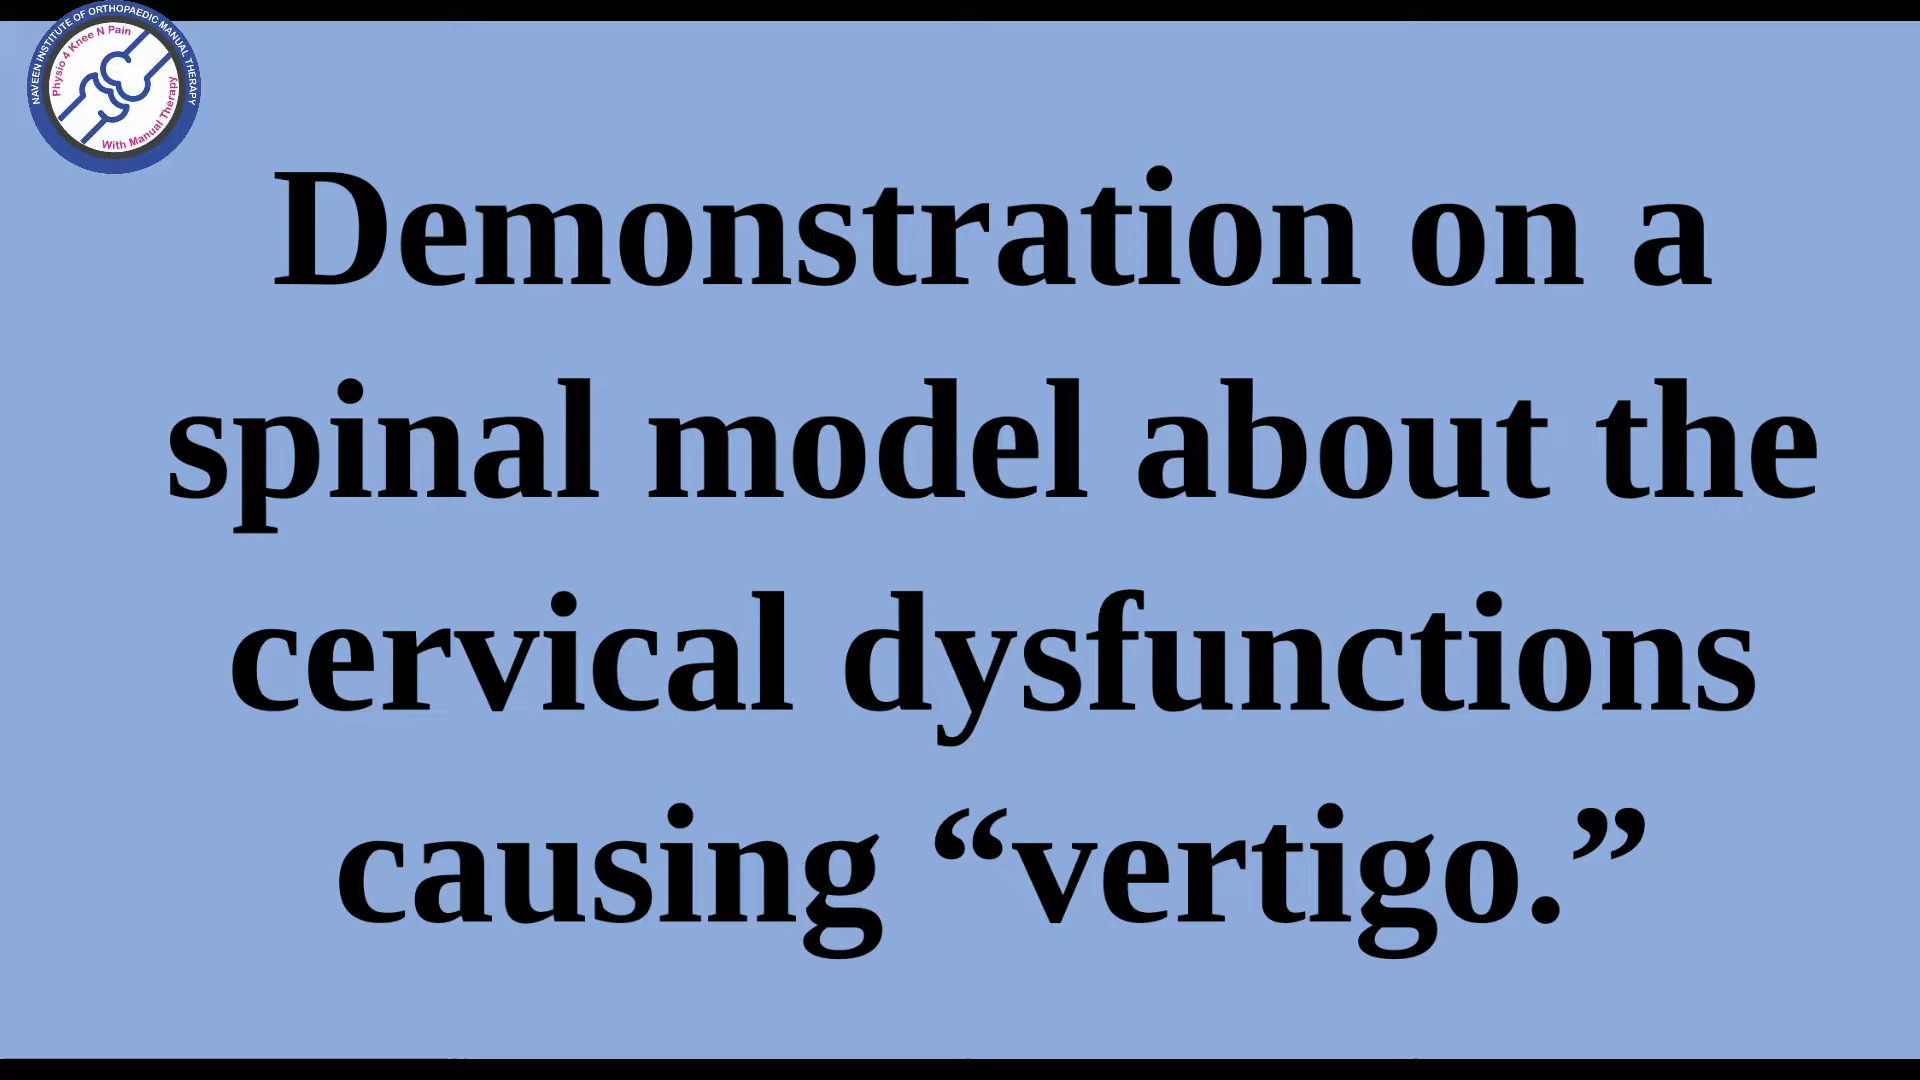 NAVEEN INSTITUTE OF ORTHOPAEDIC MANUAL THERAPY
Physio 4 Knee N Pain
With Manual Therapy
Demonstration on a
spinal model about the
cervical dysfunctions
causing “vertigo.”